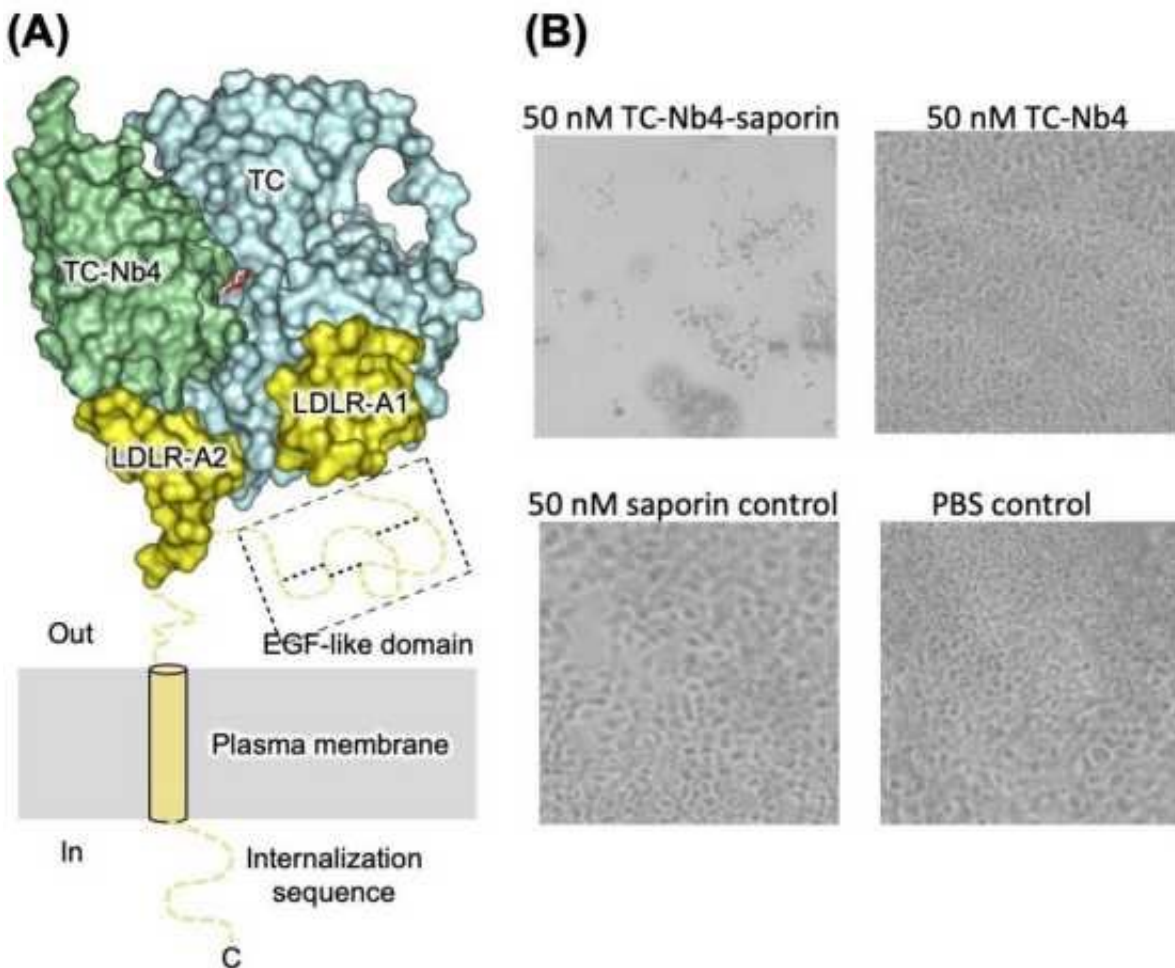 (A)
TC
TC-Nb4
LDLR-A1
LDLR-A2
Out
EGF-like domain
Plasma membrane
In
Internalization
sequence
C
(B)
50 nM TC-Nb4-saporin
50 nM TC-Nb4
50 nM saporin control
PBS control